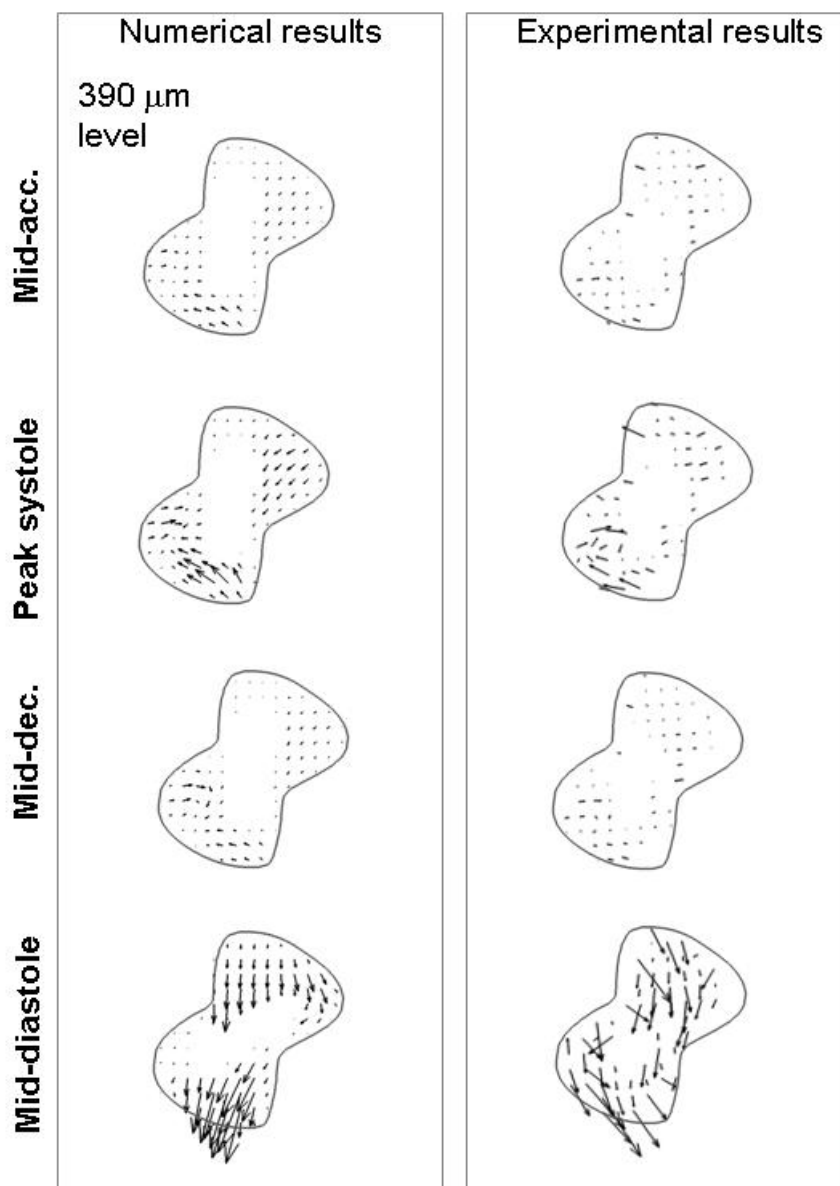 Numerical results
Experimental results
390 μm
level
Mid-acc.
Peak systole
Mid-dec.
Mid-diastole